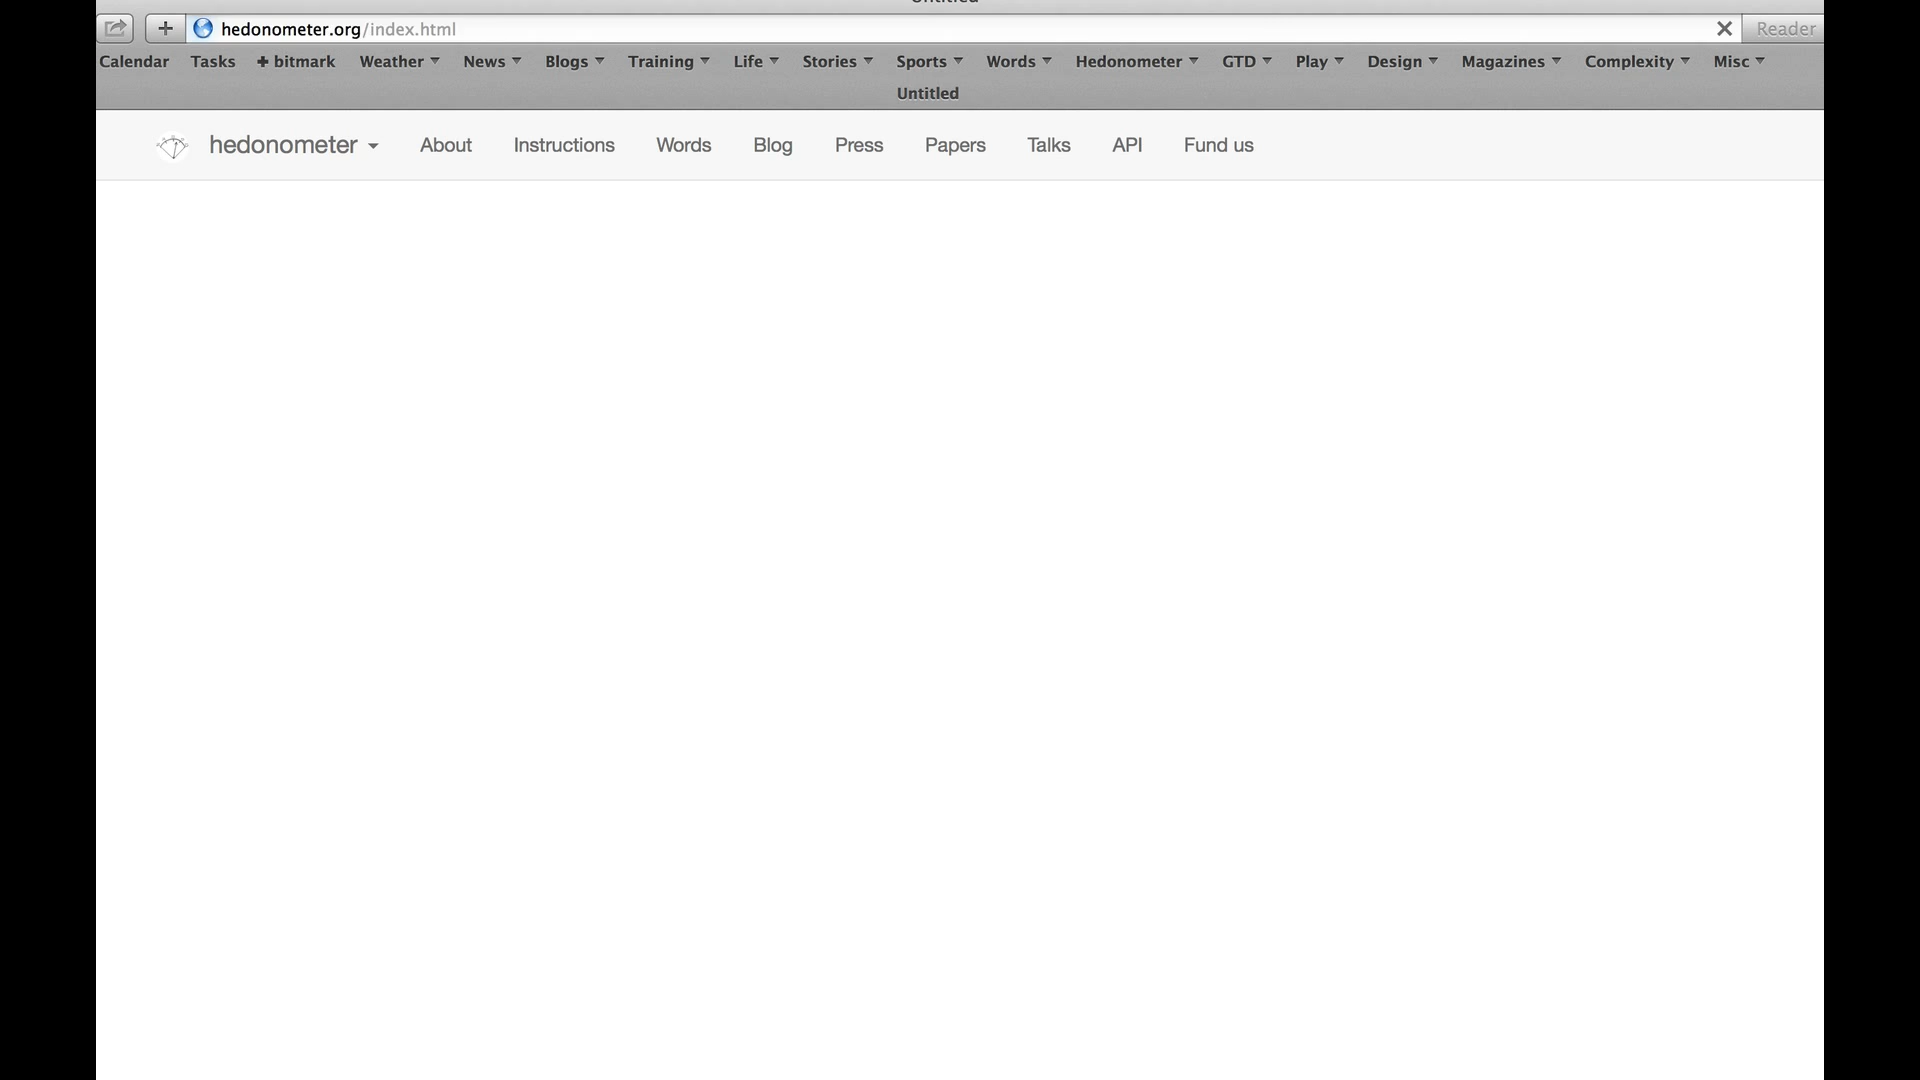 Untitled
hedonometer.org/index.html Reader
Calendar Tasks + bitmark Weather News Blogs Training Life Stories Sports Words Hedonometer GTD Play Design Magazines Complexity Misc
Untitled
hedonometer About Instructions Words Blog Press Papers Talks API Fund us